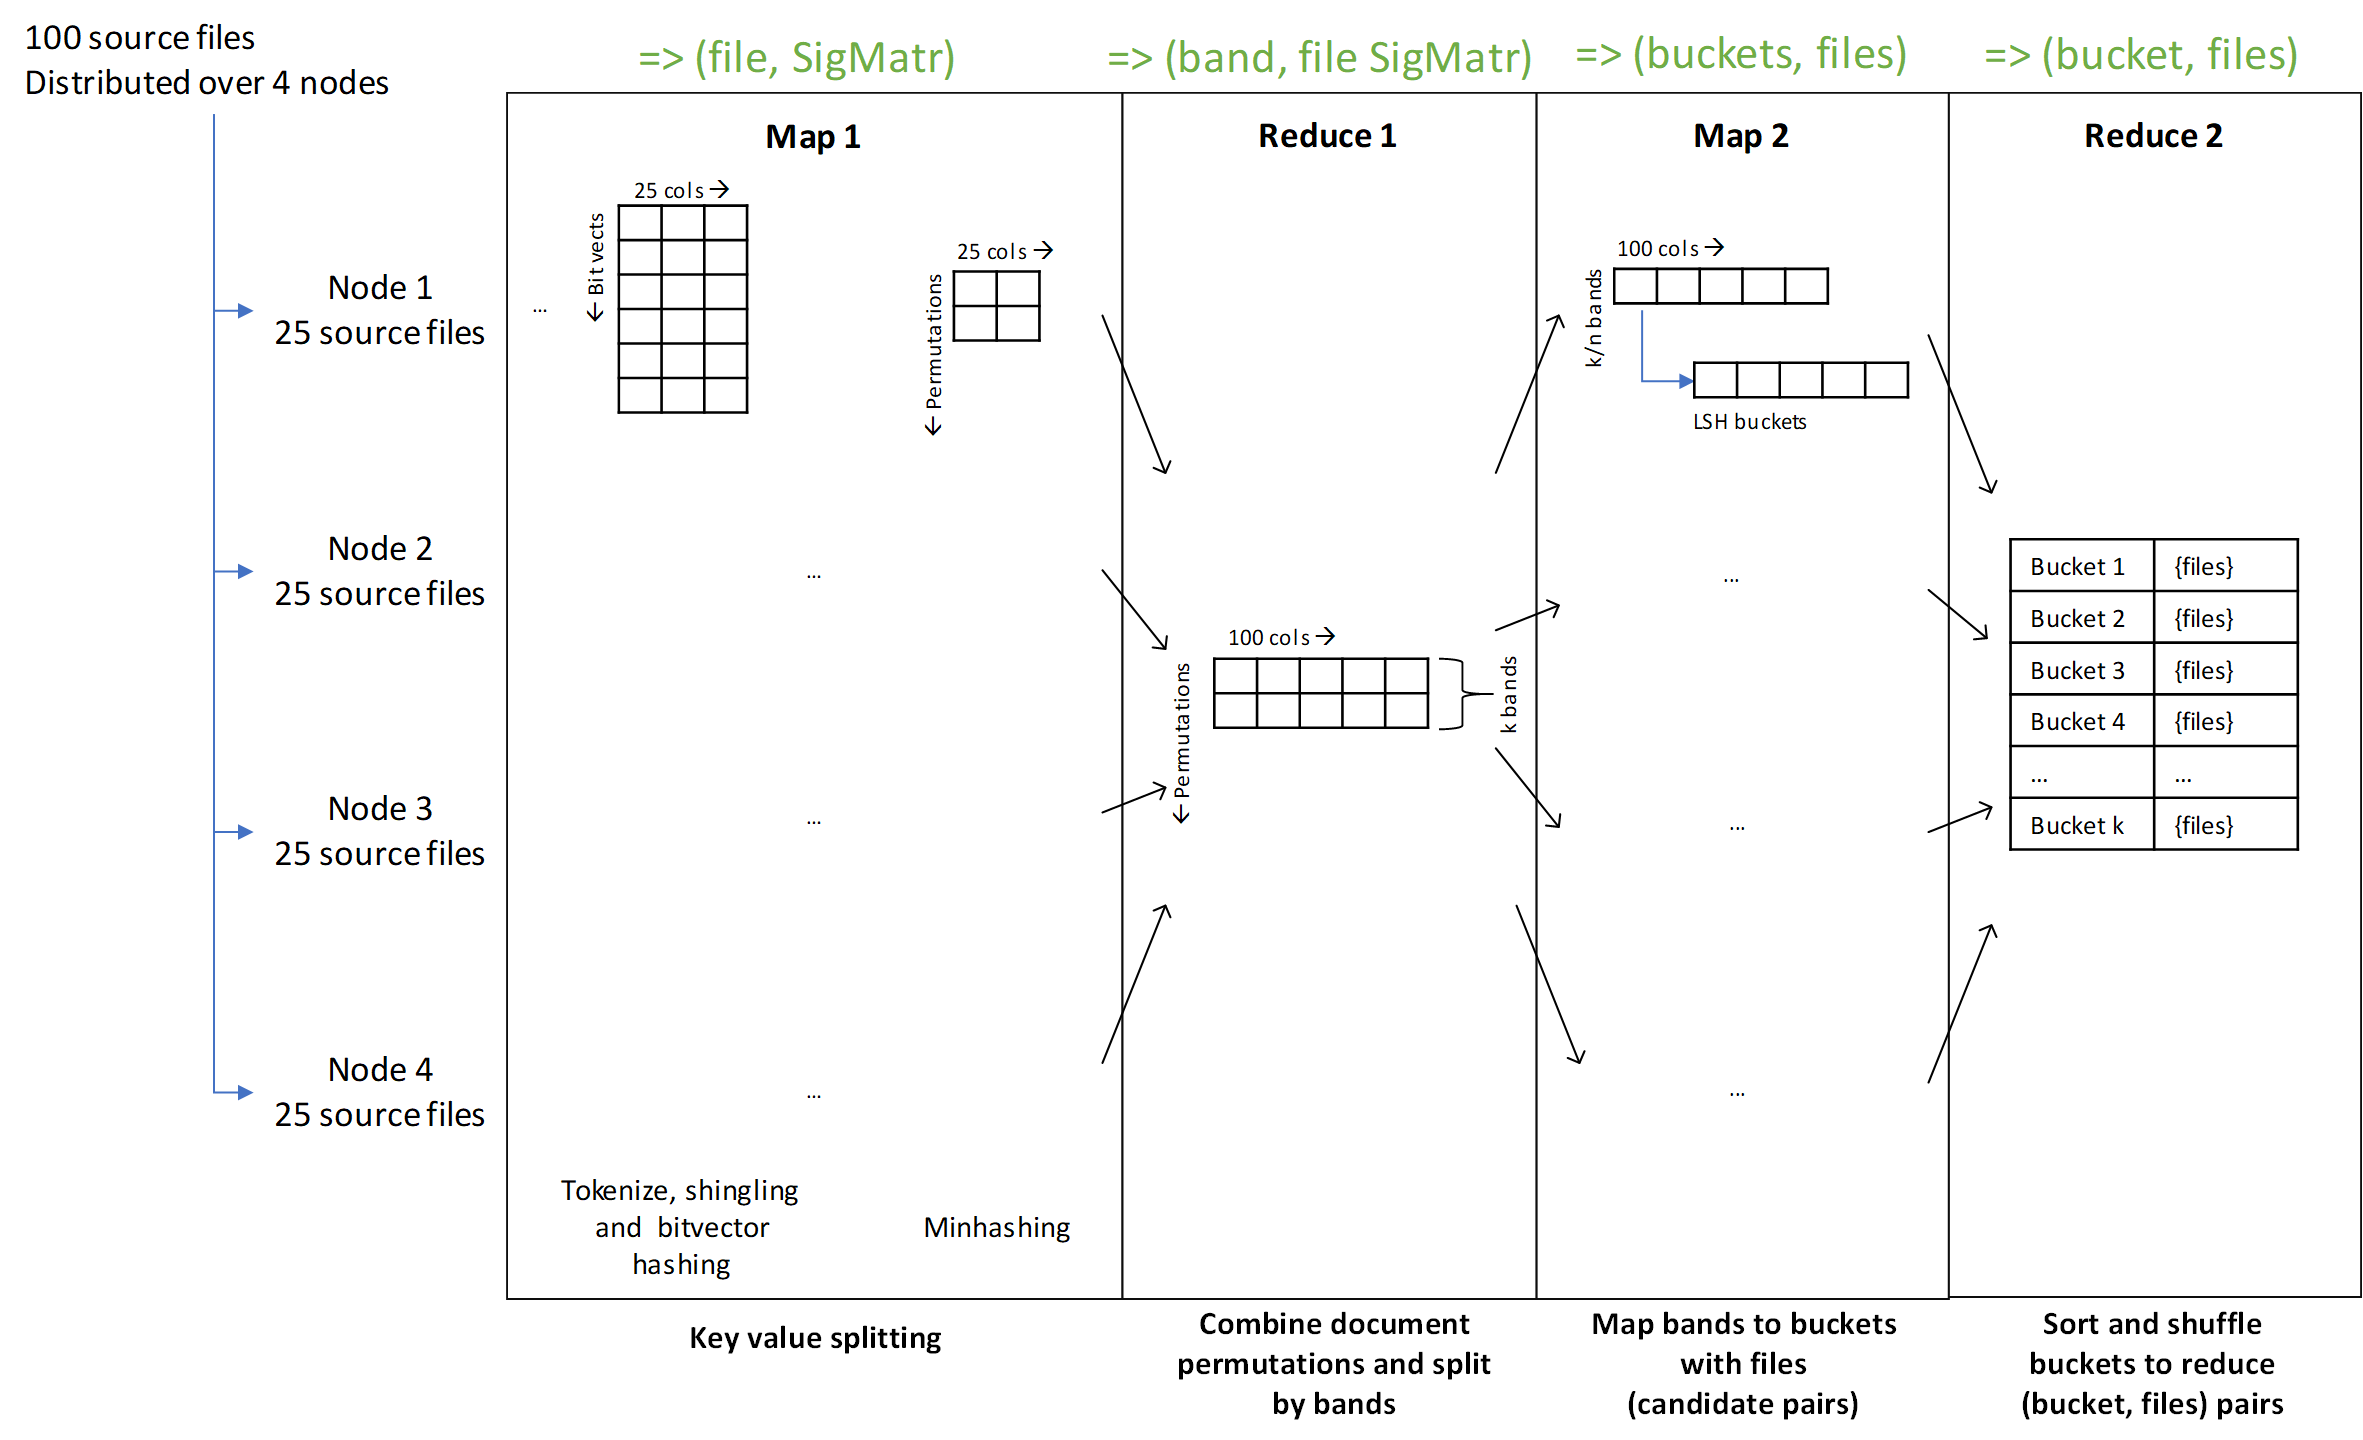 100 source files
Distributed over 4 nodes
=> (file, SigMatr)
=> (band, file SigMatr)
=> (buckets, files)
=> (bucket, files)
Map 1
Reduce 1
Map 2
Reduce 2
Node 1
25 source files
...
25 cols →
← Bit vects
25 cols →
← Permutations
100 cols →
k/n bands
LSH buckets
Node 2
25 source files
...
...
100 cols →
← Permutations
k bands
Bucket 1 {files}
Bucket 2 {files}
Bucket 3 {files}
Bucket 4 {files}
... ...
Bucket k {files}
Node 3
25 source files
...
...
Node 4
25 source files
...
...
Tokenize, shingling
and bitvector
hashing
Minhashing
Key value splitting
Combine document
permutations and split
by bands
Map bands to buckets
with files
(candidate pairs)
Sort and shuffle
buckets to reduce
(bucket, files) pairs